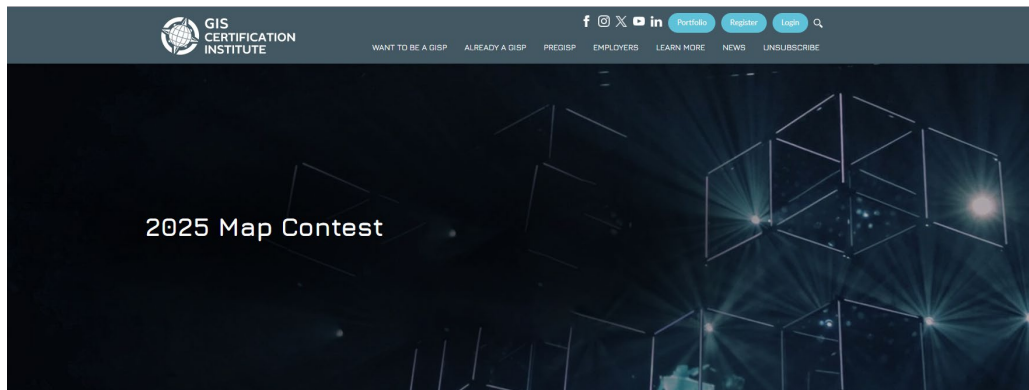 GIS
CERTIFICATION
INSTITUTE
Portfolio Register Login
WANT TO BE A GISP ALREADY A GISP PREGISP EMPLOYERS LEARN MORE NEWS UNSUBSCRIBE
2025 Map Contest